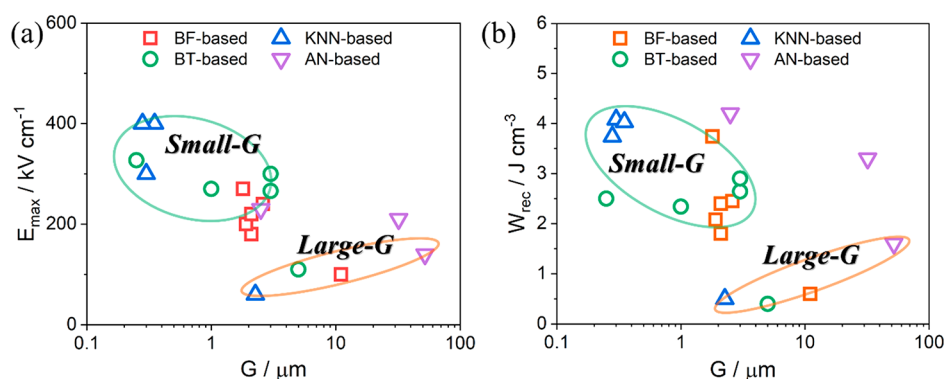 (a)
BF-based KNN-based
BT-based AN-based
600
400
200
0
E_max / kV cm⁻¹
Small-G
Large-G
0.1 1 10 100
G / μm
(b)
BF-based KNN-based
BT-based AN-based
6
5
4
3
2
1
0
W_rec / J cm⁻³
Small-G
Large-G
0.1 1 10 100
G / μm